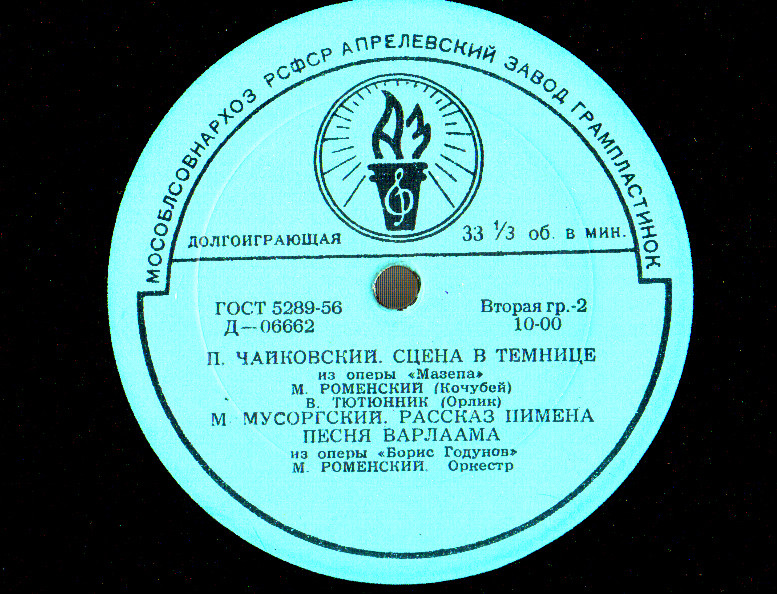 МОСОБЛСОВНАРХОЗ РСФСР АПРЕЛЕВСКИЙ ЗАВОД ГРАМПЛАСТИНОК
АЗ
ДОЛГОИГРАЮЩАЯ 33 ⅓ об. в мин.
ГОСТ 5289-56 Вторая гр.-2
Д—06662 10-00
П. ЧАЙКОВСКИЙ. СЦЕНА В ТЕМНИЦЕ
из оперы «Мазепа»
М. РОМЕНСКИЙ (Кочубей)
В. ТЮТЮННИК (Орлик)
М МУСОРГСКИЙ. РАССКАЗ ПИМЕНА
ПЕСНЯ ВАРЛААМА
из оперы «Борис Годунов»
М. РОМЕНСКИЙ. Оркестр